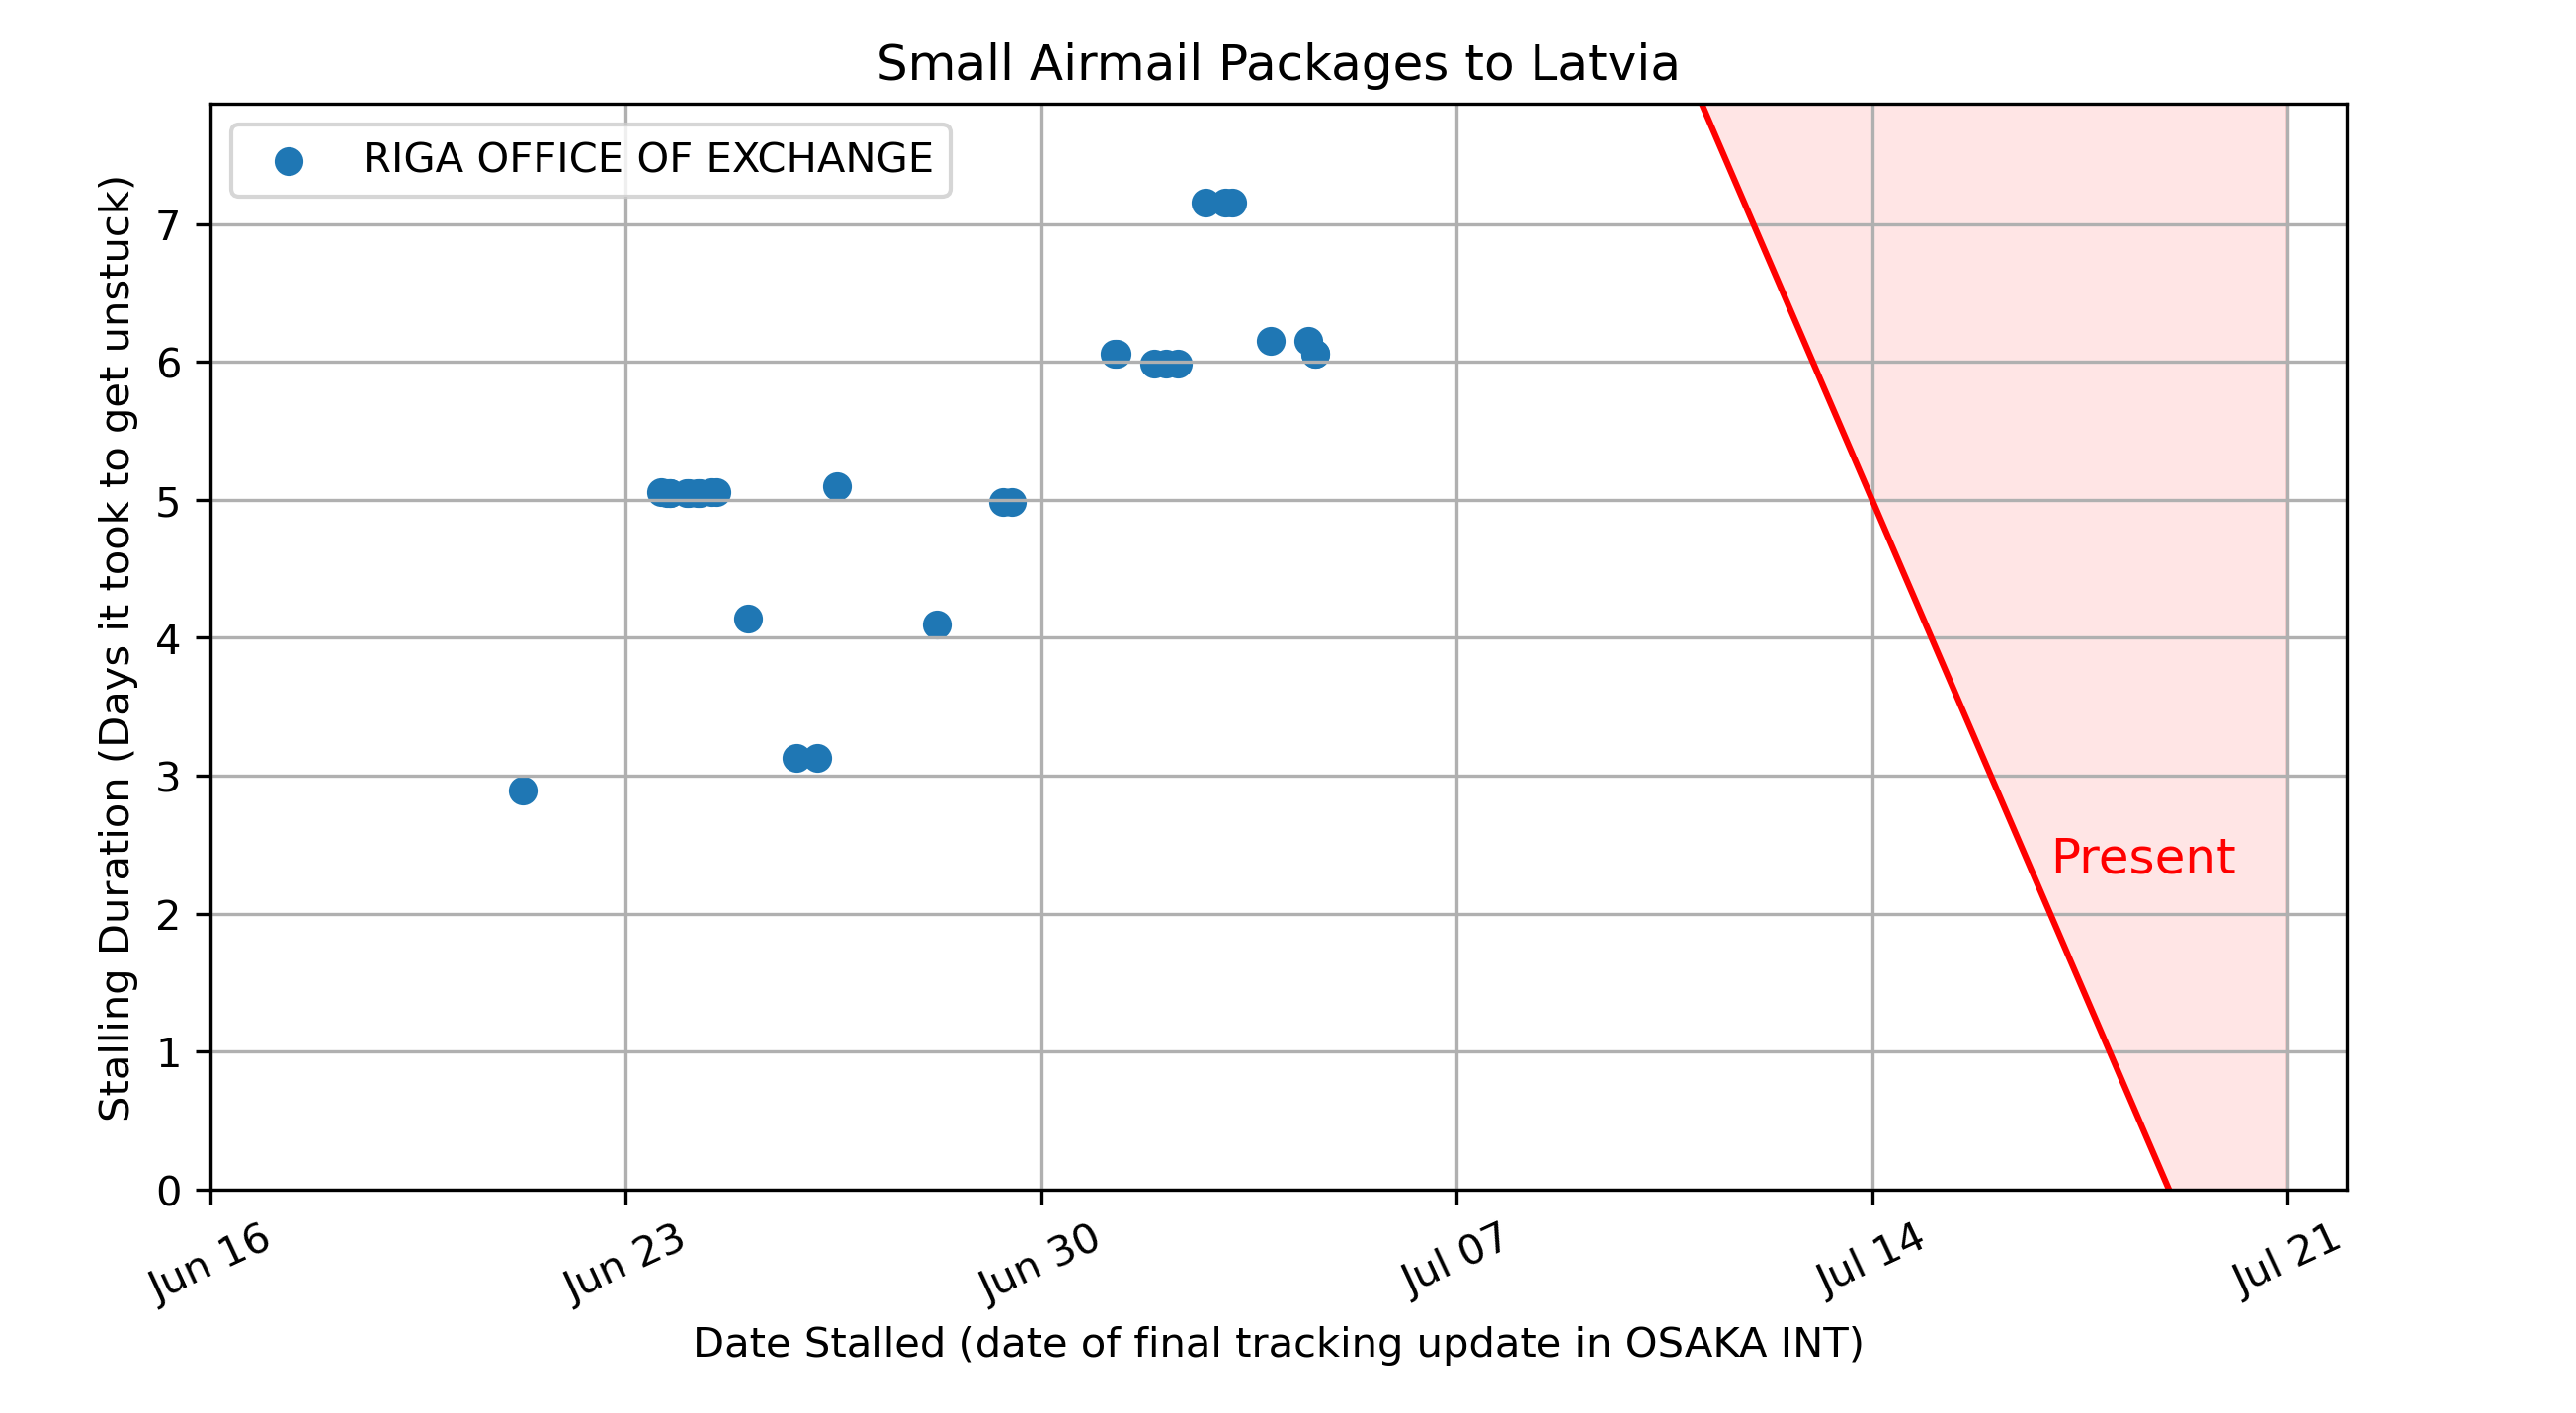 Small Airmail Packages to Latvia
RIGA OFFICE OF EXCHANGE
Stalling Duration (Days it took to get unstuck)
7
6
5
4
3
2
1
0
Present
Jun 16
Jun 23
Jun 30
Jul 07
Jul 14
Jul 21
Date Stalled (date of final tracking update in OSAKA INT)